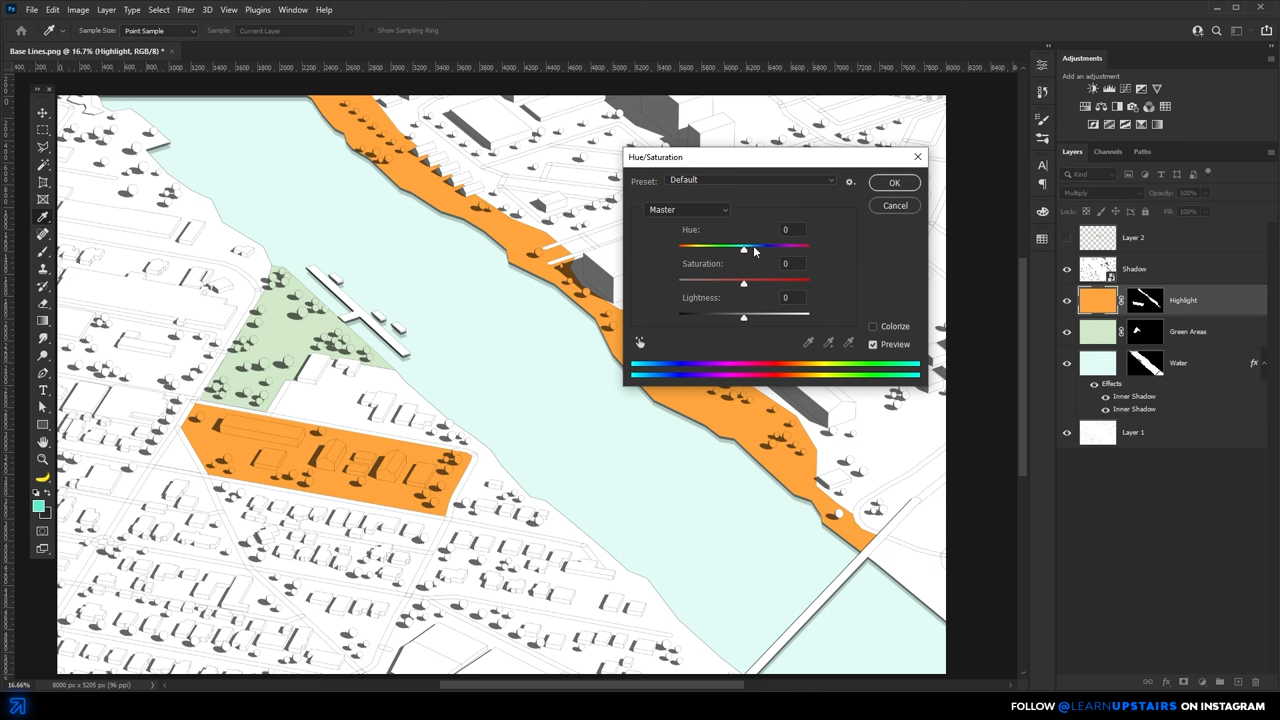 Ps File Edit Image Layer Type Select Filter 3D View Plugins Window Help
Sample Size: Point Sample Sample: Current Layer Show Sampling Ring
Base Lines.png @ 16.7% (Highlight, RGB/8) *
Adjustments
Add an adjustment
Layers Channels Paths
Kind
Multiply Opacity: 100%
Lock: Fill: 100%
Layer 2
Shadow
Highlight
Green Areas
Water fx
Effects
Inner Shadow
Inner Shadow
Layer 1
Hue/Saturation
Preset: Default OK
Cancel
Master
Hue: 0
Saturation: 0
Lightness: 0
Colorize
Preview
16.66% 8000 px x 5205 px (96 ppi)
FOLLOW @LEARNUPSTAIRS ON INSTAGRAM